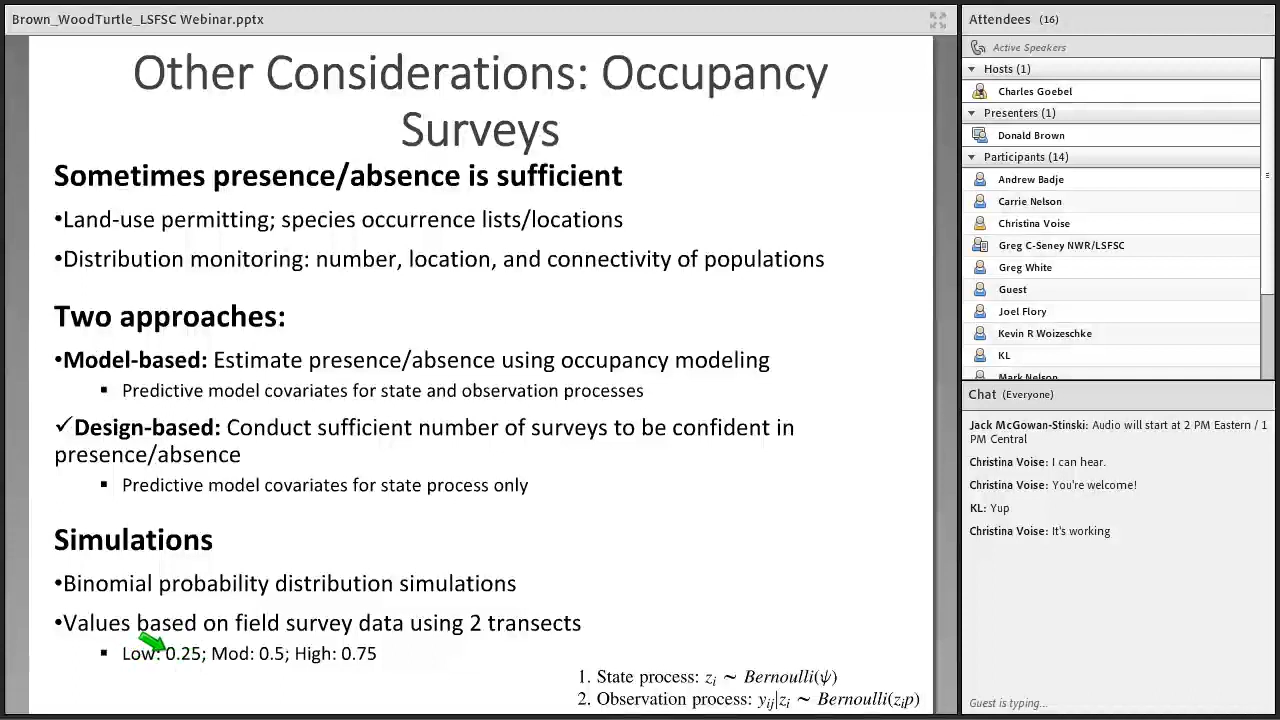 Brown_WoodTurtle_LSFSC Webinar.pptx
Other Considerations: Occupancy
Surveys
Sometimes presence/absence is sufficient
•Land-use permitting; species occurrence lists/locations
•Distribution monitoring: number, location, and connectivity of populations
Two approaches:
•Model-based: Estimate presence/absence using occupancy modeling
▪ Predictive model covariates for state and observation processes
✓Design-based: Conduct sufficient number of surveys to be confident in
presence/absence
▪ Predictive model covariates for state process only
Simulations
•Binomial probability distribution simulations
•Values based on field survey data using 2 transects
▪ Low: 0.25; Mod: 0.5; High: 0.75
1. State process: zᵢ ~ Bernoulli(ψ)
2. Observation process: yᵢⱼ|zᵢ ~ Bernoulli(zᵢp)
Attendees (16)
Active Speakers
Hosts (1)
Charles Goebel
Presenters (1)
Donald Brown
Participants (14)
Andrew Badje
Carrie Nelson
Christina Voise
Greg C-Seney NWR/LSFSC
Greg White
Guest
Joel Flory
Kevin R Woizeschke
KL
Mark Nelson
Chat (Everyone)
Jack McGowan-Stinski: Audio will start at 2 PM Eastern / 1
PM Central
Christina Voise: I can hear.
Christina Voise: You're welcome!
KL: Yup
Christina Voise: It's working
Guest is typing...